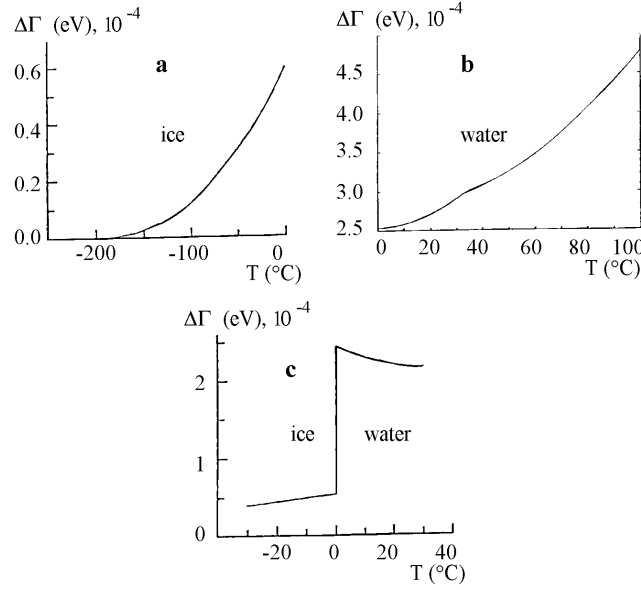 ΔΓ (eV), 10⁻⁴
a
ice
0.6
0.4
0.2
0.0
-200
-100
0
T (°C)
ΔΓ (eV), 10⁻⁴
b
water
4.5
4.0
3.5
3.0
2.5
0
20
40
60
80
100
T (°C)
ΔΓ (eV), 10⁻⁴
c
ice
water
2
1
0
-20
0
20
40
T (°C)